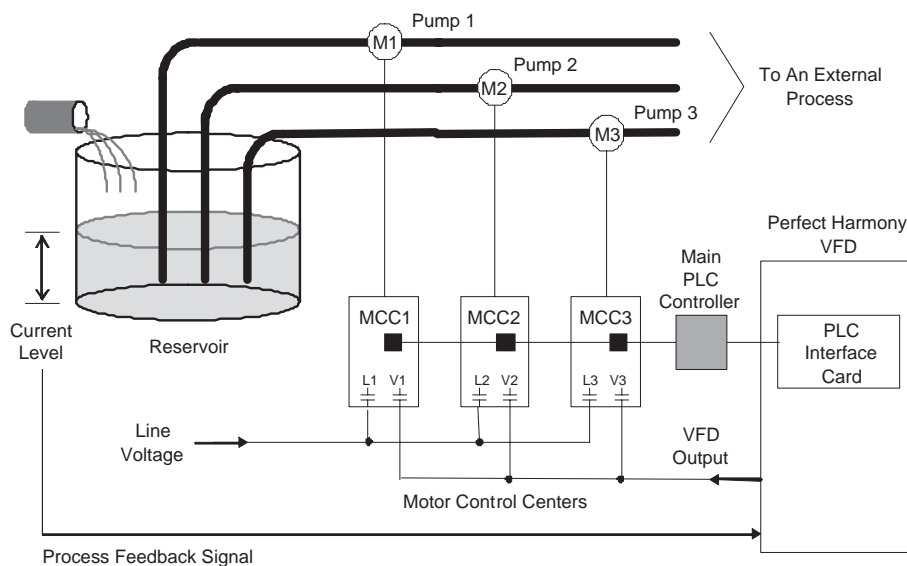 Pump 1
M1
Pump 2
M2
To An External
Process
Pump 3
M3
Perfect Harmony
VFD
Main
PLC
Controller
MCC1
MCC2
MCC3
PLC
Interface
Card
Current
Level
Reservoir
L1
V1
L2
V2
L3
V3
Line
Voltage
VFD
Output
Motor Control Centers
Process Feedback Signal